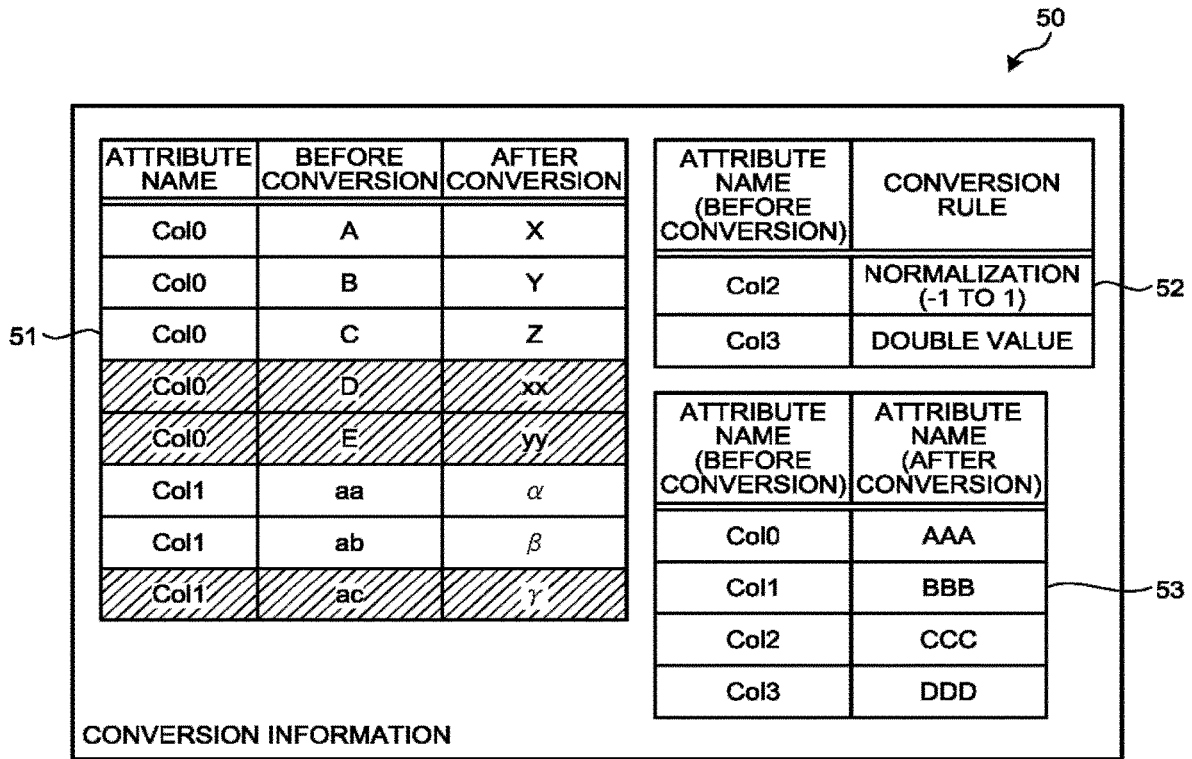 50
ATTRIBUTE NAME BEFORE CONVERSION AFTER CONVERSION
Col0 A X
Col0 B Y
Col0 C Z
Col0 D xx
Col0 E yy
Col1 aa α
Col1 ab β
Col1 ac γ
51
ATTRIBUTE NAME (BEFORE CONVERSION) CONVERSION RULE
Col2 NORMALIZATION (-1 TO 1)
Col3 DOUBLE VALUE
52
ATTRIBUTE NAME (BEFORE CONVERSION) ATTRIBUTE NAME (AFTER CONVERSION)
Col0 AAA
Col1 BBB
Col2 CCC
Col3 DDD
53
CONVERSION INFORMATION